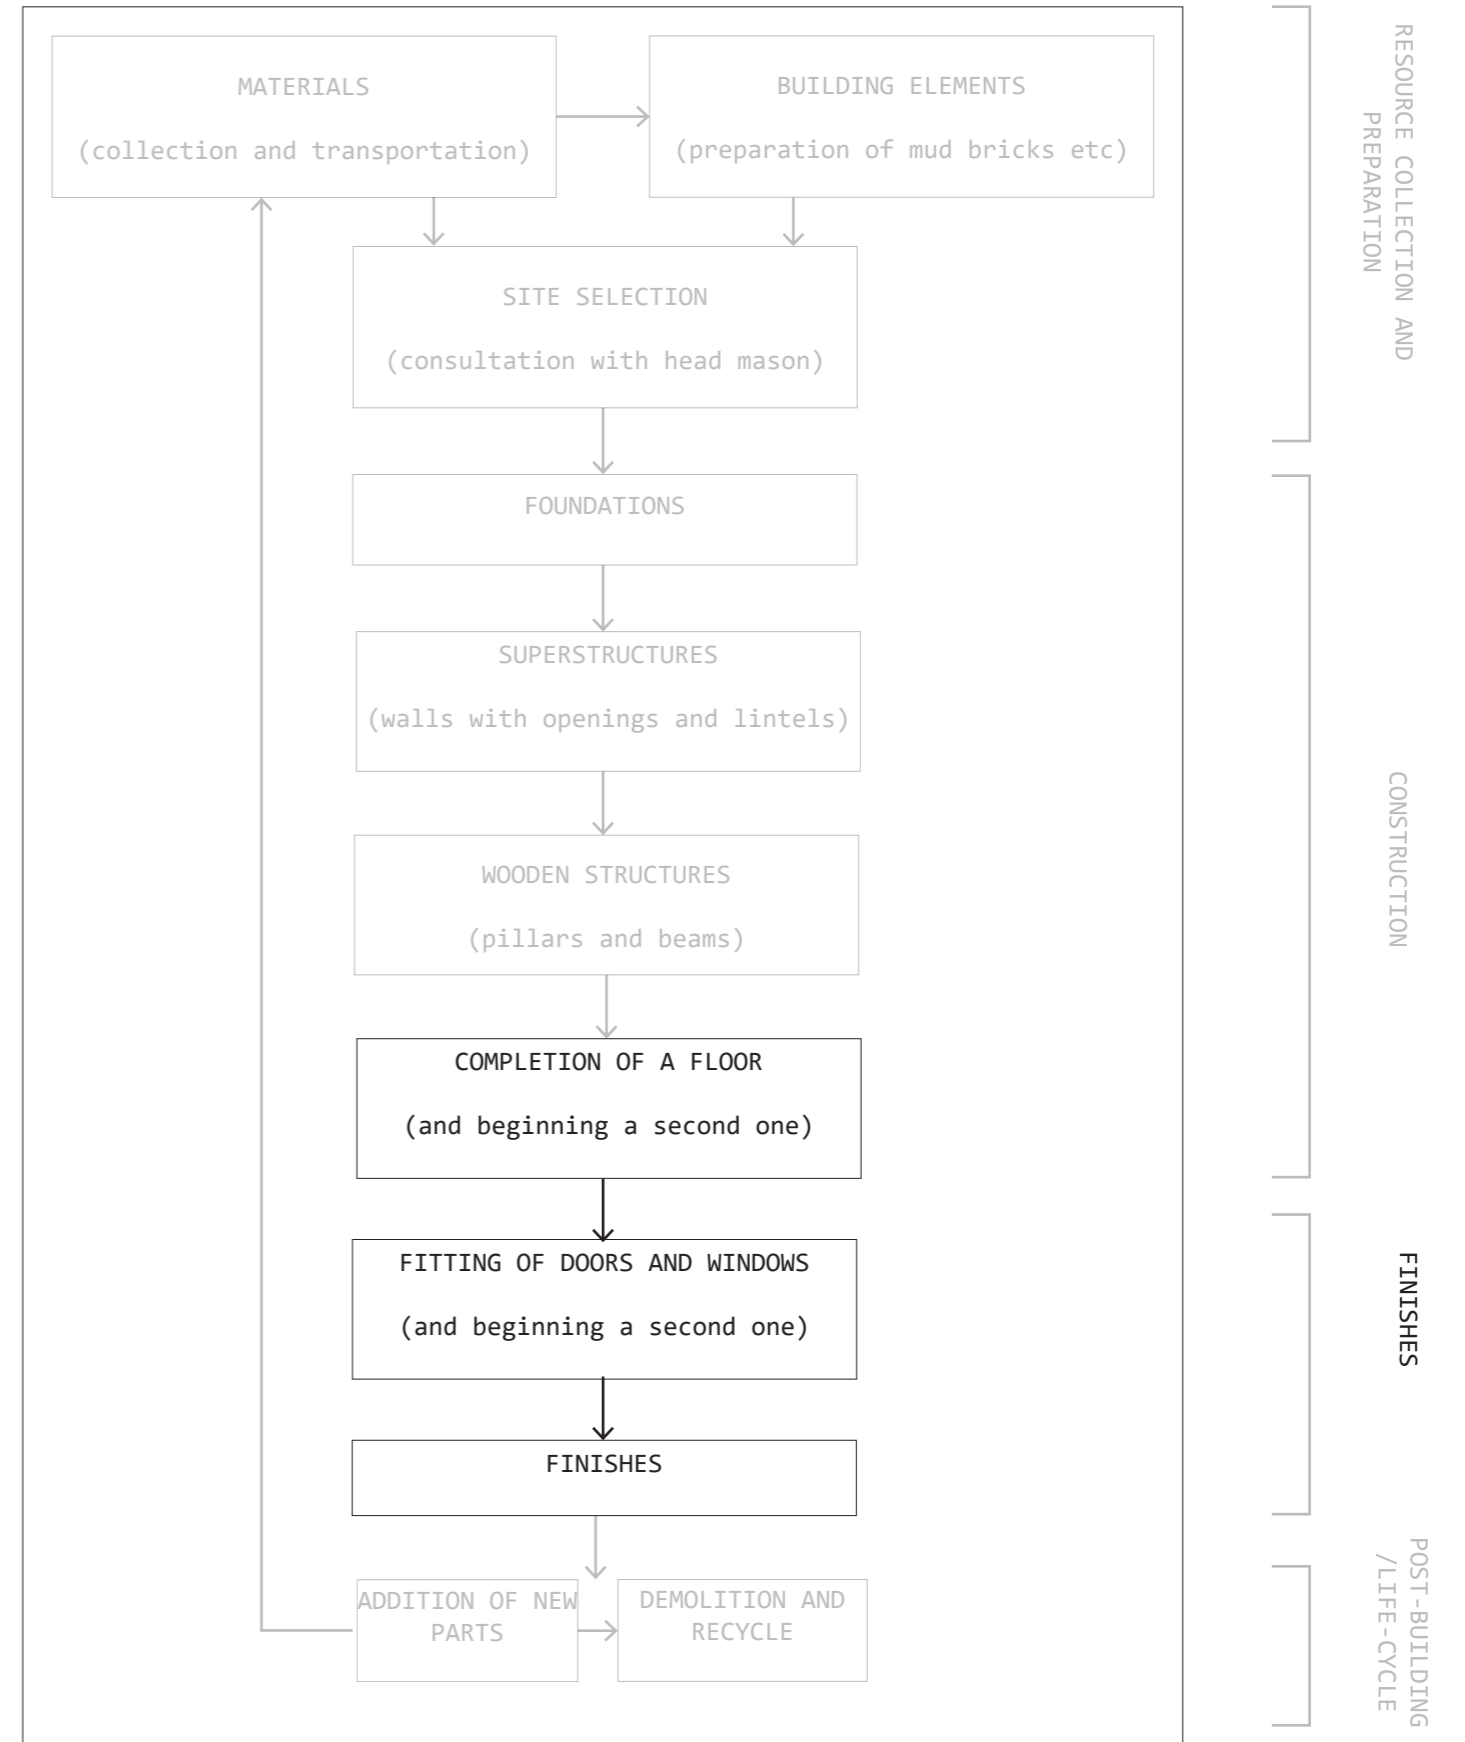 MATERIALS
(collection and transportation)
BUILDING ELEMENTS
(preparation of mud bricks etc)
SITE SELECTION
(consultation with head mason)
FOUNDATIONS
SUPERSTRUCTURES
(walls with openings and lintels)
WOODEN STRUCTURES
(pillars and beams)
COMPLETION OF A FLOOR
(and beginning a second one)
FITTING OF DOORS AND WINDOWS
(and beginning a second one)
FINISHES
ADDITION OF NEW
PARTS
DEMOLITION AND
RECYCLE
RESOURCE COLLECTION AND
PREPARATION
CONSTRUCTION
FINISHES
POST-BUILDING
/LIFE-CYCLE